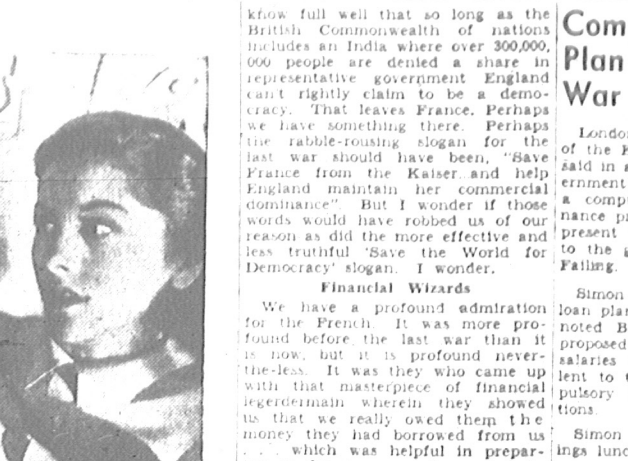 know full well that so long as the
British Commonwealth of nations
includes an India where over 300,000,
000 people are denied a share in
representative government England
can't rightly claim to be a demo-
cracy. That leaves France. Perhaps
we have something there. Perhaps
the rabble-rousing slogan for the
last war should have been, "Save
France from the Kaiser and help
England maintain her commercial
dominance". But I wonder if those
words would have robbed us of our
reason as did the more effective and
less truthful 'Save the World for
Democracy' slogan. I wonder.
Financial Wizards
We have a profound admiration
for the French. It was more pro-
found before the last war than it
is now, but it is profound never-
the-less. It was they who came up
with that masterpiece of financial
legerdermain wherein they showed
us that we really owed them the
money they had borrowed from us
. . . which was helpful in prepar-
Com
Plan
War
Londo
of the
said in
ernment
a comp
nance p
present
to the
Failing.
Simon
loan plan
noted B
proposed
salaries
lent to
pulsory
tions.
Simon
ings lunc